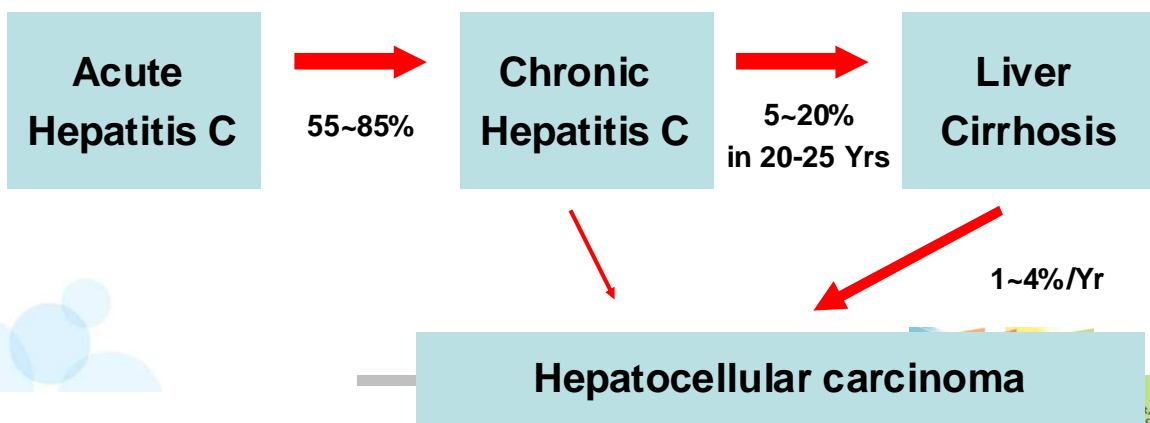 Acute
Hepatitis C
55~85%
Chronic
Hepatitis C
5~20%
in 20-25 Yrs
Liver
Cirrhosis
1~4%/Yr
Hepatocellular carcinoma